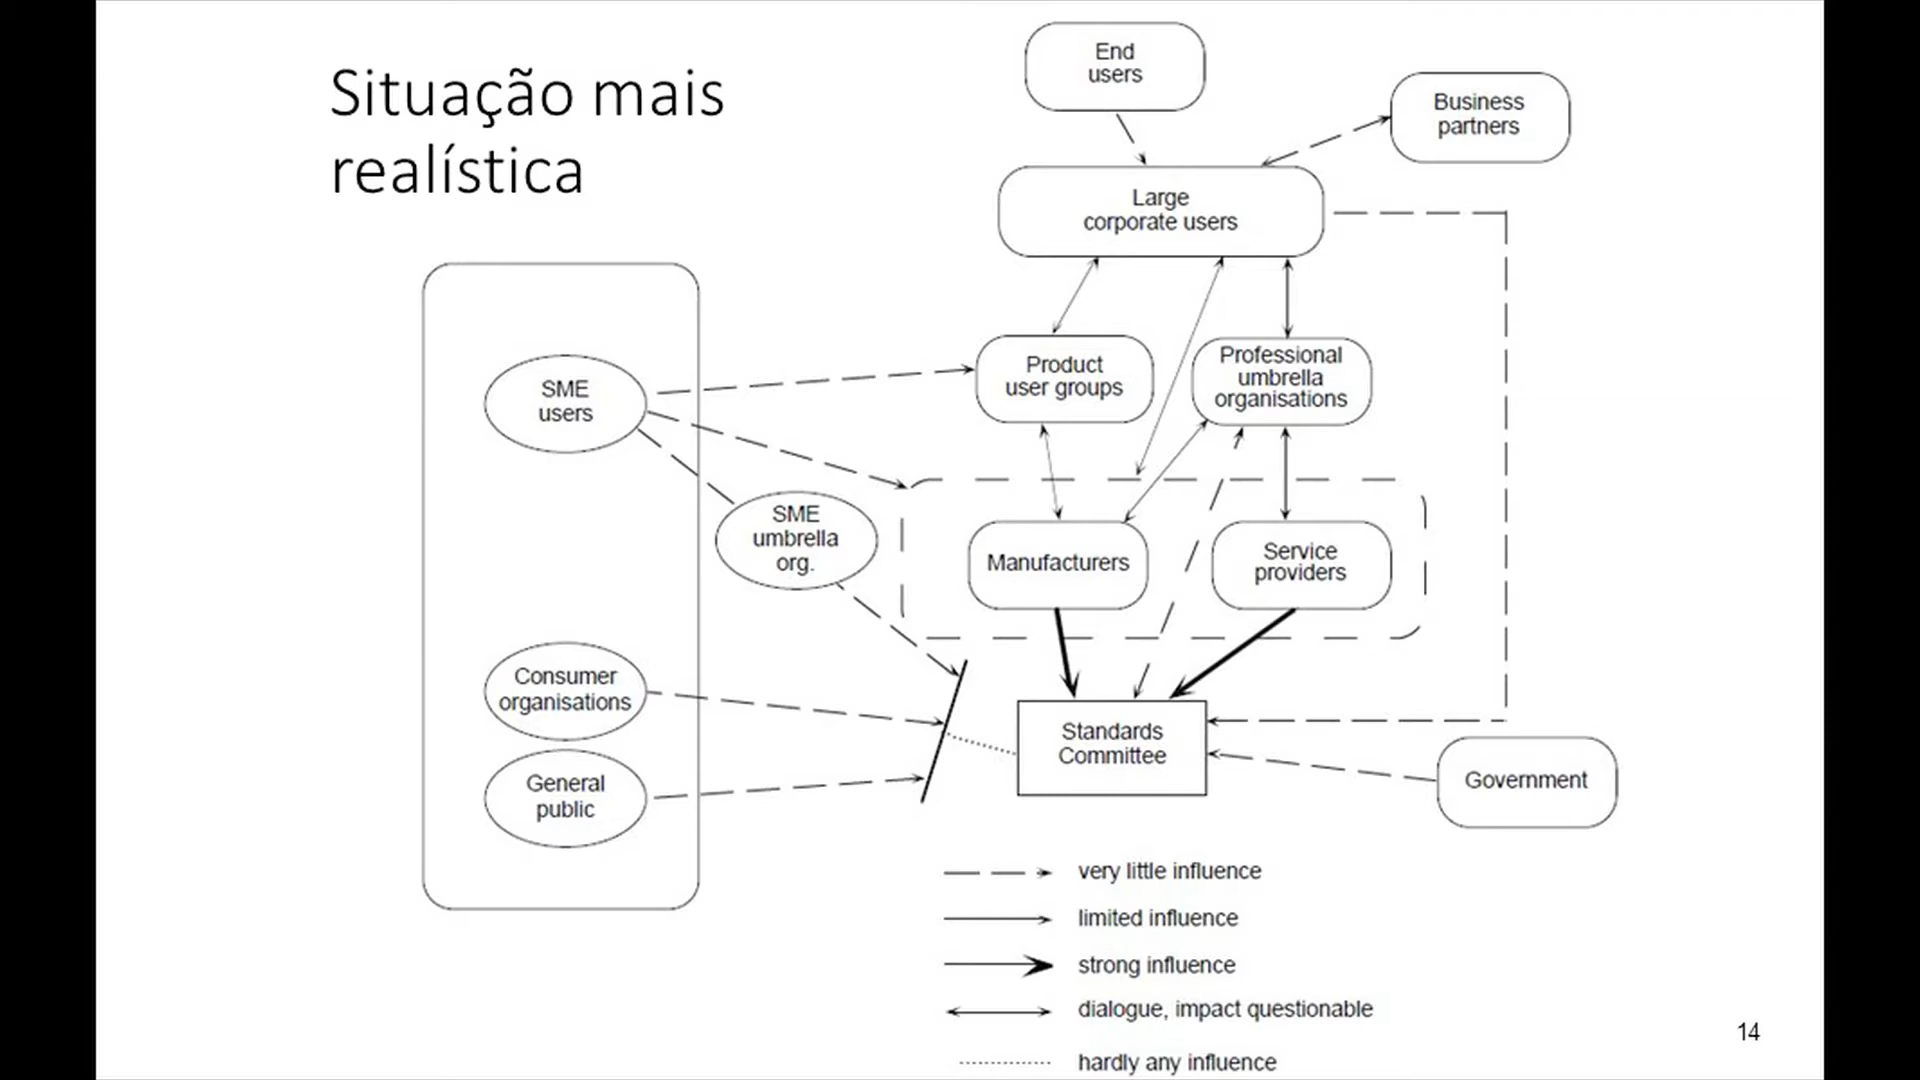 Situação mais
realística
End
users
Business
partners
Large
corporate users
SME
users
Product
user groups
Professional
umbrella
organisations
SME
umbrella
org.
Manufacturers
Service
providers
Consumer
organisations
General
public
Standards
Committee
Government
very little influence
limited influence
strong influence
dialogue, impact questionable
hardly any influence
14